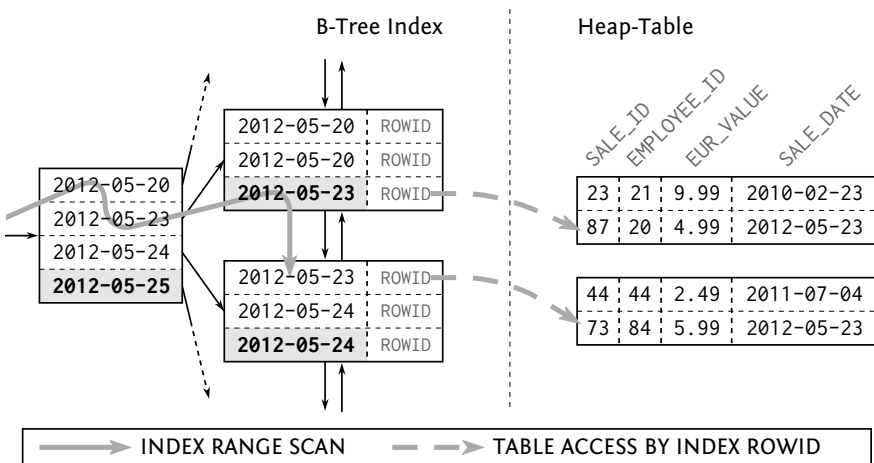 B-Tree Index
Heap-Table
SALE_ID
EMPLOYEE_ID
EUR_VALUE
SALE_DATE
2012-05-20
2012-05-23
2012-05-24
2012-05-25
2012-05-20 ROWID
2012-05-20 ROWID
2012-05-23 ROWID
2012-05-23 ROWID
2012-05-24 ROWID
2012-05-24 ROWID
23 21 9.99 2010-02-23
87 20 4.99 2012-05-23
44 44 2.49 2011-07-04
73 84 5.99 2012-05-23
INDEX RANGE SCAN
TABLE ACCESS BY INDEX ROWID